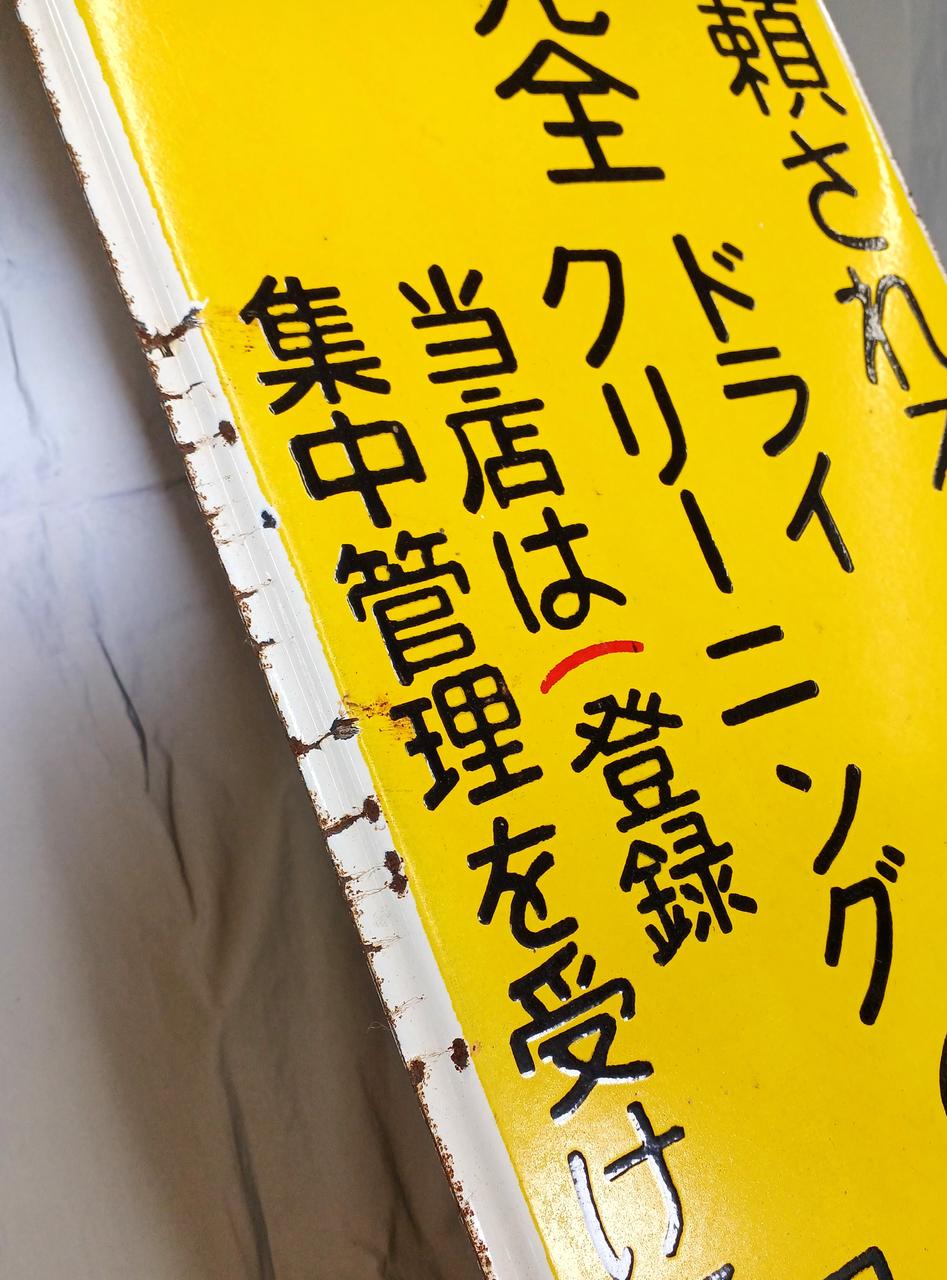 頼され
完全
ドライ
クリーニング
当店は(登録
集中管理を受け